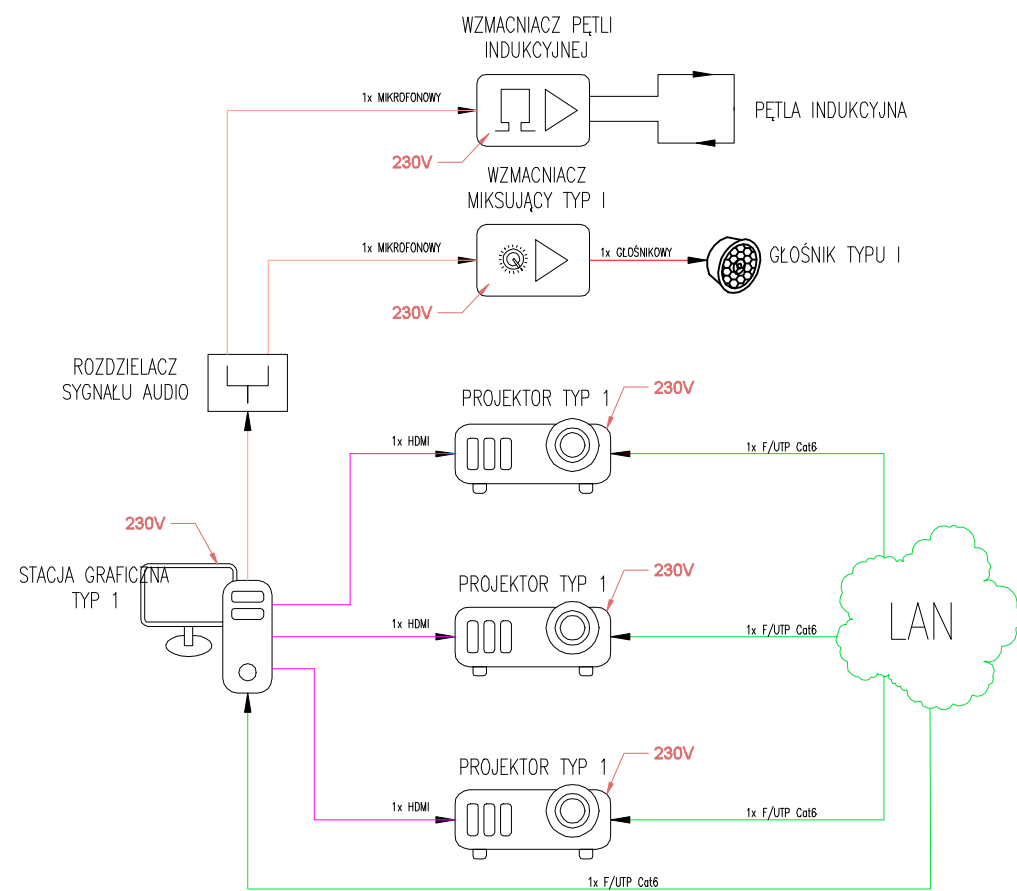 WZMACNIACZ PĘTLI
INDUKCYJNEJ
1x MIKROFONOWY
PĘTLA INDUKCYJNA
230V
WZMACNIACZ
MIKSUJĄCY TYP I
1x MIKROFONOWY
1x GŁOŚNIKOWY
GŁOŚNIK TYPU I
230V
ROZDZIELACZ
SYGNAŁU AUDIO
PROJEKTOR TYP 1
230V
1x HDMI
1x F/UTP Cat6
230V
STACJA GRAFICZNA
TYP 1
PROJEKTOR TYP 1
230V
1x HDMI
1x F/UTP Cat6
LAN
PROJEKTOR TYP 1
230V
1x HDMI
1x F/UTP Cat6
1x F/UTP Cat6